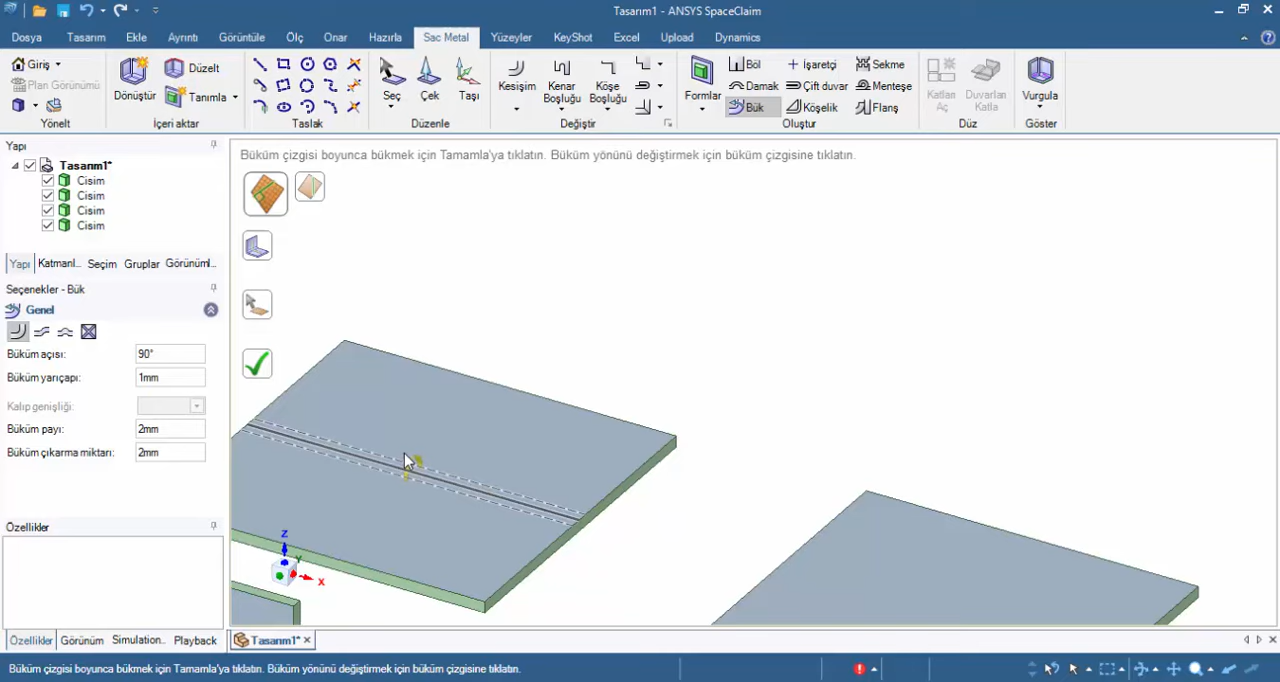 Tasarım1 - ANSYS SpaceClaim
Dosya Tasarım Ekle Ayrıntı Görüntüle Ölç Onar Hazırla Sac Metal Yüzeyler KeyShot Excel Upload Dynamics
Giriş
Plan Görünümü
Yönelt
Dönüştür
Düzelt
Tanımla
İçeri aktar
Taslak
Seç Çek Taşı
Düzenle
Kesişim Kenar Boşluğu Köşe Boşluğu
Değiştir
Formlar
Böl İşaretçi Sekme
Damak Çift duvar Menteşe
Bük Köşelik Flanş
Oluştur
Katları Aç Duvarları Katla
Düz
Vurgula
Göster
Yapı
Tasarım1*
Cisim
Cisim
Cisim
Cisim
Yapı Katmanl... Seçim Gruplar Görünüml...
Seçenekler - Bük
Genel
Büküm açısı: 90°
Büküm yarıçapı: 1mm
Kalıp genişliği:
Büküm payı: 2mm
Büküm çıkarma miktarı: 2mm
Özellikler
Özellikler Görünüm Simulation.. Playback
Büküm çizgisi boyunca bükmek için Tamamla'ya tıklatın. Büküm yönünü değiştirmek için büküm çizgisine tıklatın.
Z
Y
X
Tasarım1*
Büküm çizgisi boyunca bükmek için Tamamla'ya tıklatın. Büküm yönünü değiştirmek için büküm çizgisine tıklatın.